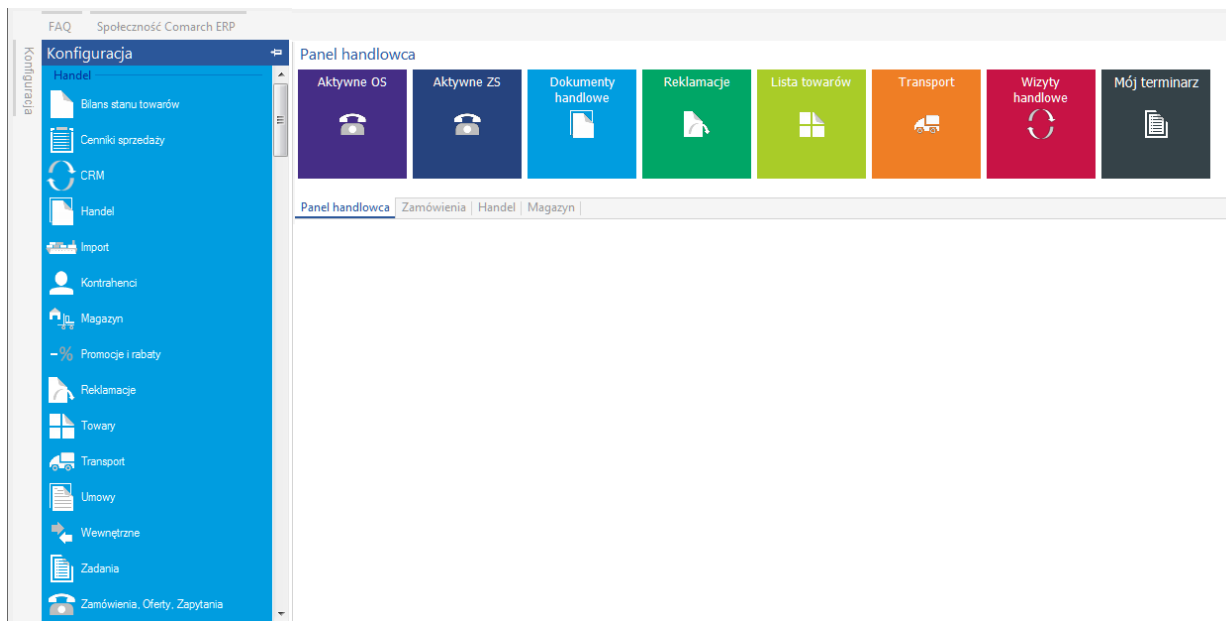 FAQ Społeczność Comarch ERP
Konfiguracja
Konfiguracja
Handel
Bilans stanu towarów
Cenniki sprzedaży
CRM
Handel
Import
Kontrahenci
Magazyn
Promocje i rabaty
Reklamacje
Towary
Transport
Umowy
Wewnętrzne
Zadania
Zamówienia, Oferty, Zapytania
Panel handlowca
Aktywne OS
Aktywne ZS
Dokumenty
handlowe
Reklamacje
Lista towarów
Transport
Wizyty
handlowe
Mój terminarz
Panel handlowca Zamówienia Handel Magazyn